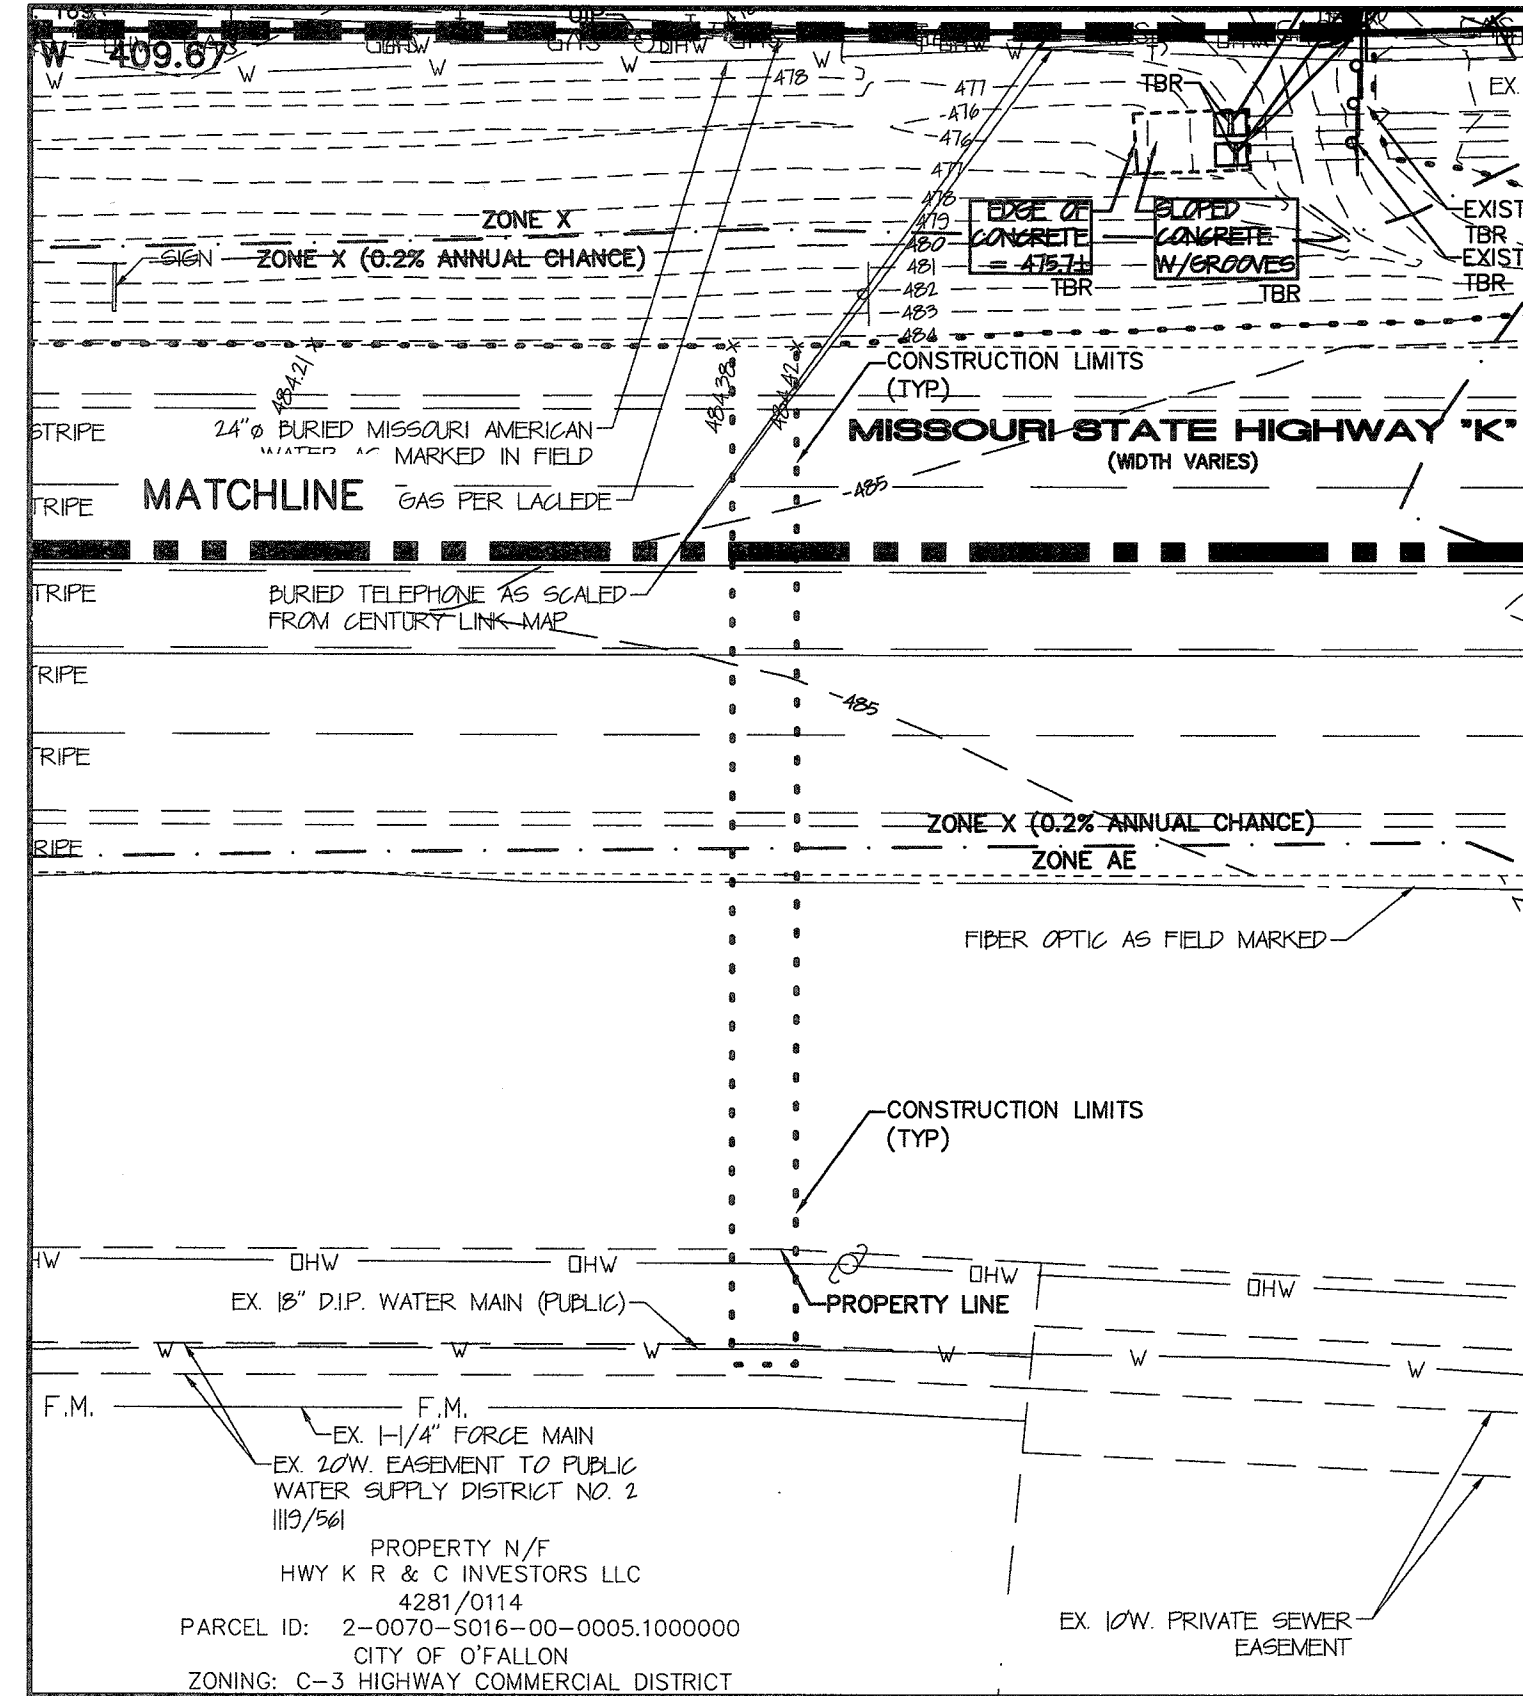 W 409.67
W W W W W
478
477
476
476
477
478
479
480
481
482
483
484
TBR
EX.
ZONE X
ZONE X (0.2% ANNUAL CHANCE)
SIGN
EDGE OF
CONCRETE
= 475.7±
TBR
SLOPED
CONCRETE
W/GROOVES
TBR
EXIST
TBR
EXIST
TBR
484.21
484.38
484.42
CONSTRUCTION LIMITS
(TYP)
STRIPE
24"ø BURIED MISSOURI AMERICAN
WATER AS MARKED IN FIELD
MISSOURI STATE HIGHWAY "K"
(WIDTH VARIES)
TRIPE
MATCHLINE
GAS PER LACLEDE
485
TRIPE
BURIED TELEPHONE AS SCALED
FROM CENTURY LINK MAP
RIPE
485
RIPE
ZONE X (0.2% ANNUAL CHANCE)
RIPE
ZONE AE
FIBER OPTIC AS FIELD MARKED
CONSTRUCTION LIMITS
(TYP)
HW OHW OHW OHW OHW
EX. 18" D.I.P. WATER MAIN (PUBLIC)
PROPERTY LINE
W W W W W W
F.M. F.M.
EX. 1-1/4" FORCE MAIN
EX. 20'W. EASEMENT TO PUBLIC
WATER SUPPLY DISTRICT NO. 2
1119/561
PROPERTY N/F
HWY K R & C INVESTORS LLC
4281/0114
PARCEL ID: 2-0070-S016-00-0005.1000000
CITY OF O'FALLON
ZONING: C-3 HIGHWAY COMMERCIAL DISTRICT
EX. 10'W. PRIVATE SEWER
EASEMENT